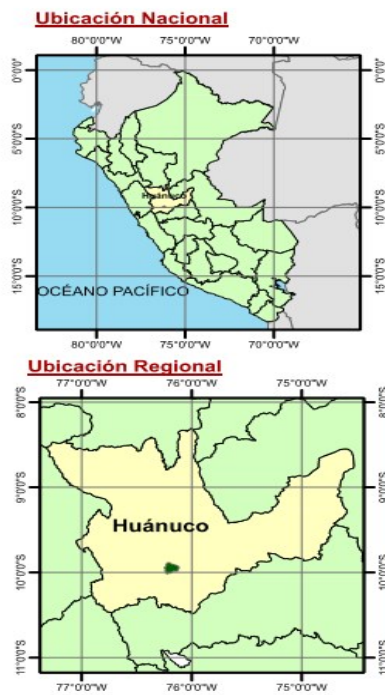 Ubicación Nacional
80°0'0"W 75°0'0"W 70°0'0"W
0°0'0"S 0°0'0"S
5°0'0"S 5°0'0"S
Huánuco
10°0'0"S 10°0'0"S
15°0'0"S 15°0'0"S
OCÉANO PACÍFICO
80°0'0"W 75°0'0"W 70°0'0"W
Ubicación Regional
77°0'0"W 76°0'0"W 75°0'0"W
8°0'0"S 8°0'0"S
9°0'0"S 9°0'0"S
Huánuco
10°0'0"S 10°0'0"S
11°0'0"S 11°0'0"S
77°0'0"W 76°0'0"W 75°0'0"W